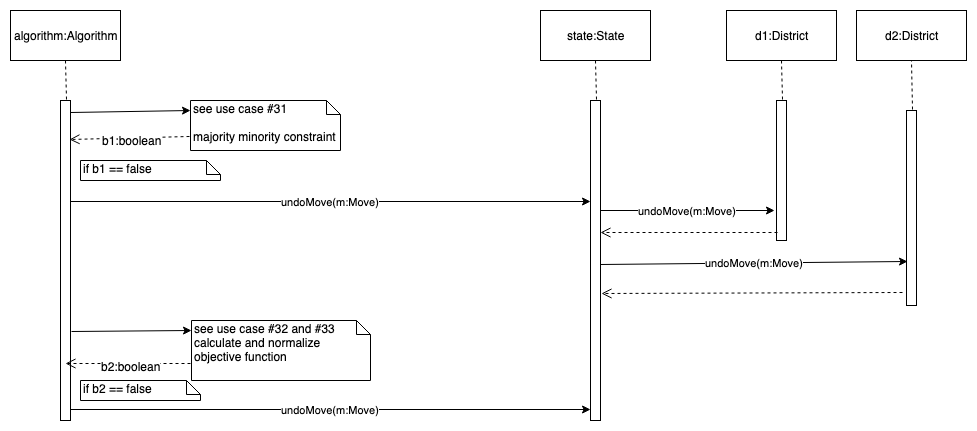 algorithm:Algorithm
state:State
d1:District
d2:District
see use case #31
majority minority constraint
b1:boolean
if b1 == false
undoMove(m:Move)
undoMove(m:Move)
undoMove(m:Move)
see use case #32 and #33
calculate and normalize
objective function
b2:boolean
if b2 == false
undoMove(m:Move)